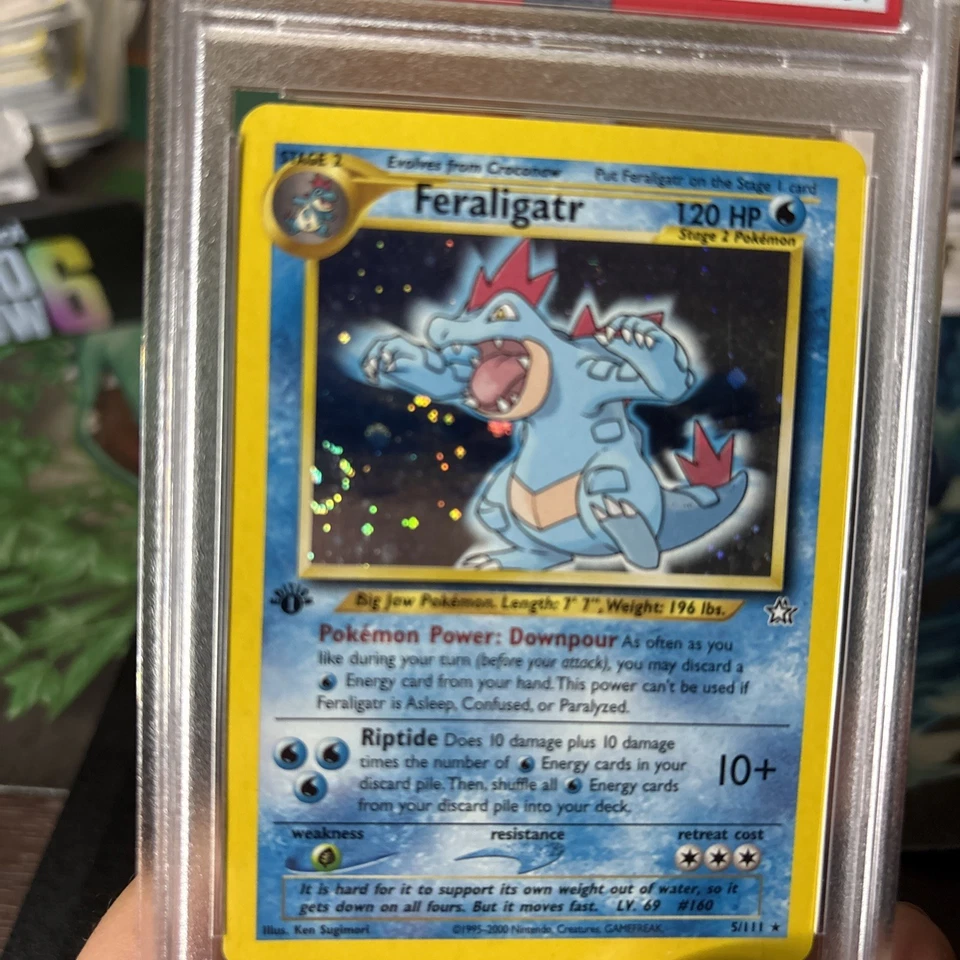 STAGE 2
Evolves from Croconaw
Put Feraligatr on the Stage 1 card
Feraligatr
120 HP
Stage 2 Pokémon
EDITION
1
Big Jaw Pokémon. Length: 7' 7", Weight: 196 lbs.
Pokémon Power: Downpour As often as you
like during your turn (before your attack), you may discard a
Energy card from your hand. This power can't be used if
Feraligatr is Asleep, Confused, or Paralyzed.
Riptide Does 10 damage plus 10 damage
times the number of Energy cards in your
discard pile. Then, shuffle all Energy cards
from your discard pile into your deck.
10+
weakness
resistance
retreat cost
It is hard for it to support its own weight out of water, so it
gets down on all fours. But it moves fast. LV. 69 #160
Illus. Ken Sugimori
©1995-2000 Nintendo, Creatures, GAMEFREAK.
5/111 ★